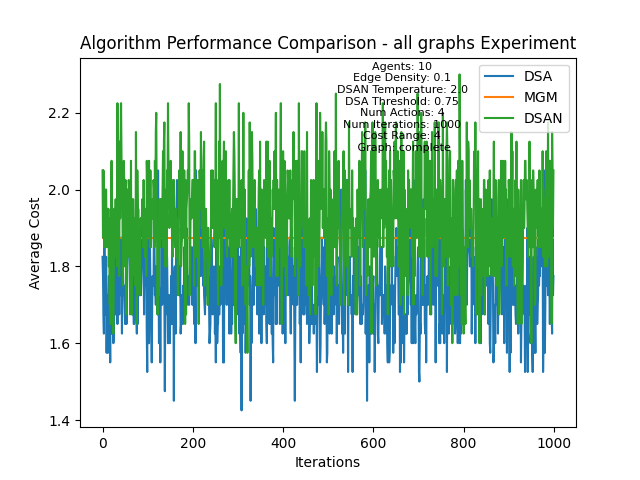 Algorithm Performance Comparison - all graphs Experiment
Agents: 10
Edge Density: 0.1
DSAN Temperature: 2.0
DSA Threshold: 0.75
Num Actions: 4
Num Iterations: 1000
Cost Range: 4
Graph: complete
DSA
MGM
DSAN
Average Cost
2.2
2.0
1.8
1.6
1.4
0
200
400
600
800
1000
Iterations